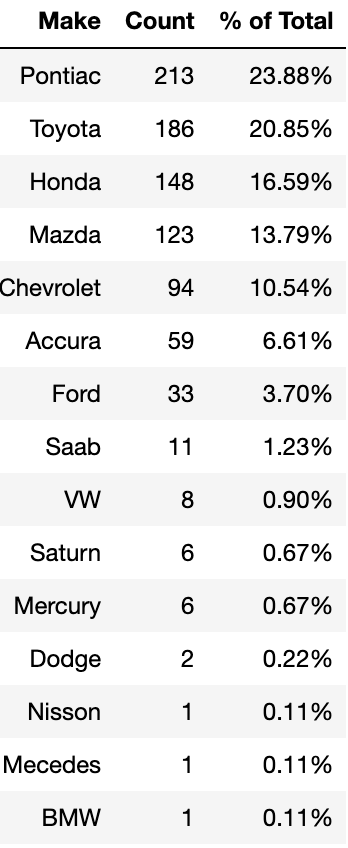 Make Count % of Total
Pontiac 213 23.88%
Toyota 186 20.85%
Honda 148 16.59%
Mazda 123 13.79%
Chevrolet 94 10.54%
Accura 59 6.61%
Ford 33 3.70%
Saab 11 1.23%
VW 8 0.90%
Saturn 6 0.67%
Mercury 6 0.67%
Dodge 2 0.22%
Nisson 1 0.11%
Mecedes 1 0.11%
BMW 1 0.11%